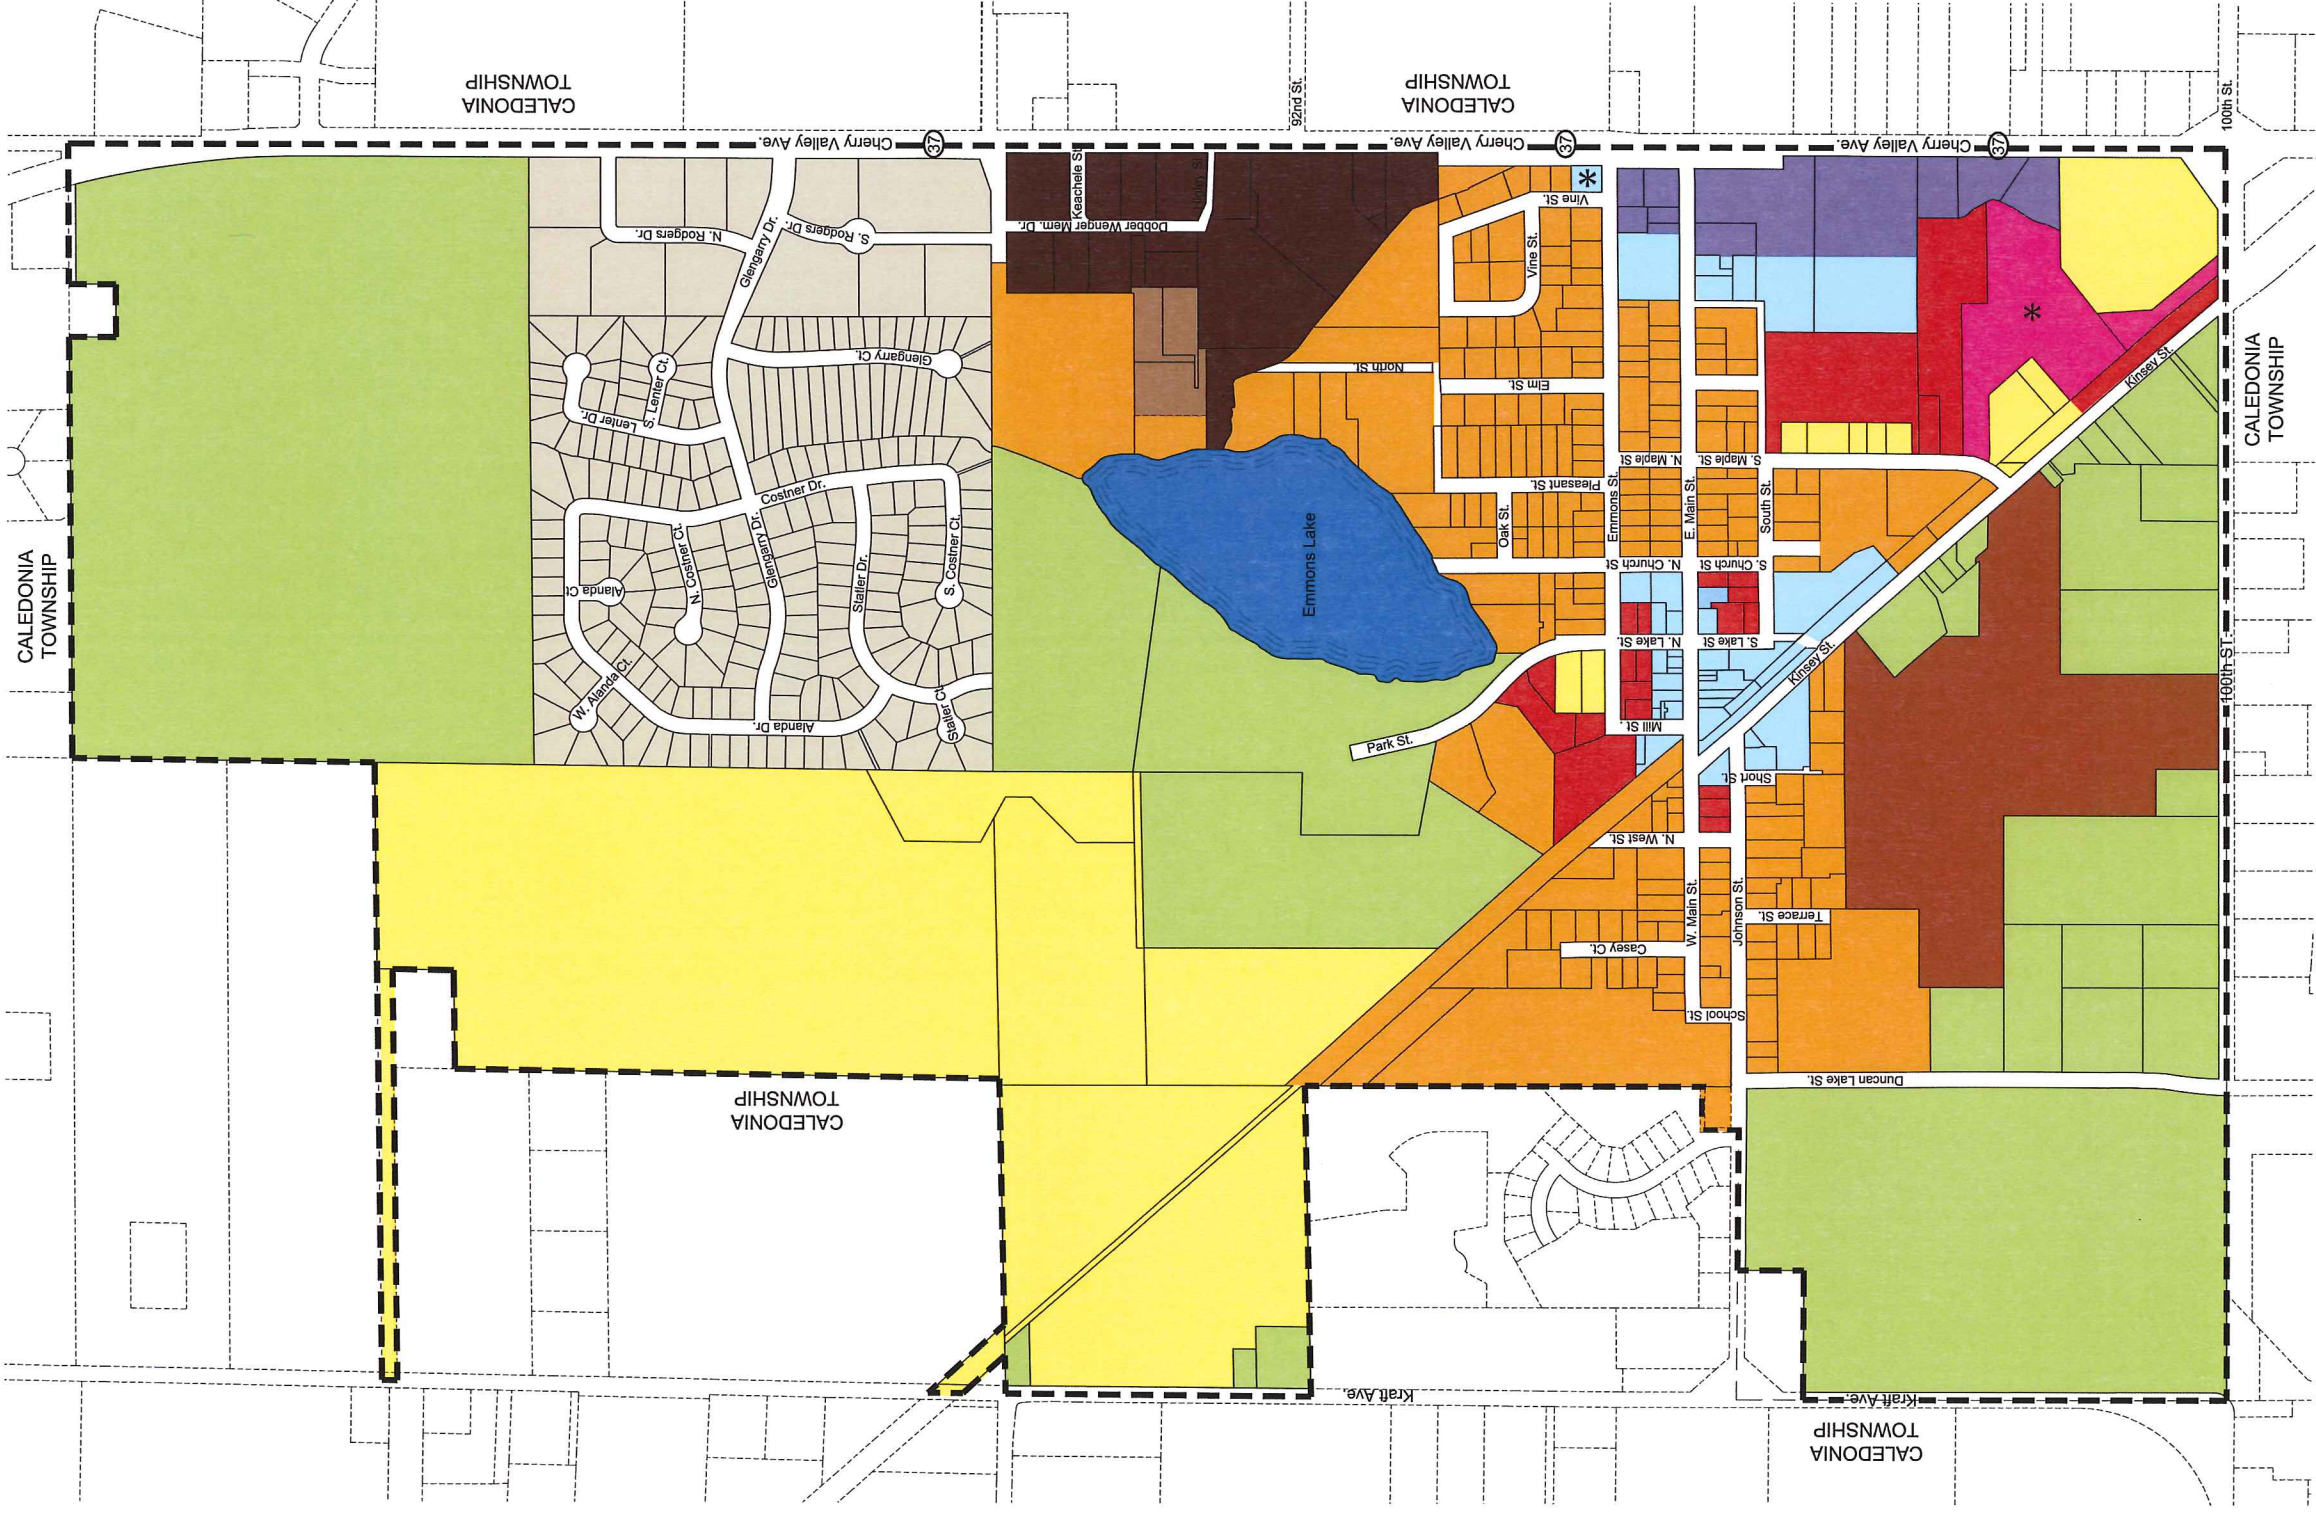 CALEDONIA
TOWNSHIP
CALEDONIA
TOWNSHIP
92nd St.
100th St.
Cherry Valley Ave.
37
Cherry Valley Ave.
37
Cherry Valley Ave.
37
Keachele St.
Dobber Wenger Mem. Dr.
N. Rodgers Dr.
S. Rodgers Dr.
Glengarry Dr.
Vine St.
*
Vine St.
*
Glengarry Ct.
S. Lenter Ct.
Lenter Dr.
North St.
Elm St.
Kinsey St.
CALEDONIA
TOWNSHIP
Costner Dr.
Pleasant St.
N. Maple St
S. Maple St.
Oak St.
Emmons St.
E. Main St.
South St.
CALEDONIA
TOWNSHIP
Alanda Ct
N. Costner Ct.
Glengarry Dr.
Statler Dr.
S. Costner Ct.
Emmons Lake
N. Church St
S. Church St
N. Lake St.
S. Lake St
Kinsey St.
100th ST.
W. Alanda Ct.
Alanda Dr.
Statler Ct.
Park St.
Mill St.
Short St.
N. West St.
W. Main St.
Johnson St.
Terrace St.
Casey Ct.
School St.
Duncan Lake St.
CALEDONIA
TOWNSHIP
Kraft Ave.
Kraft Ave.
CALEDONIA
TOWNSHIP